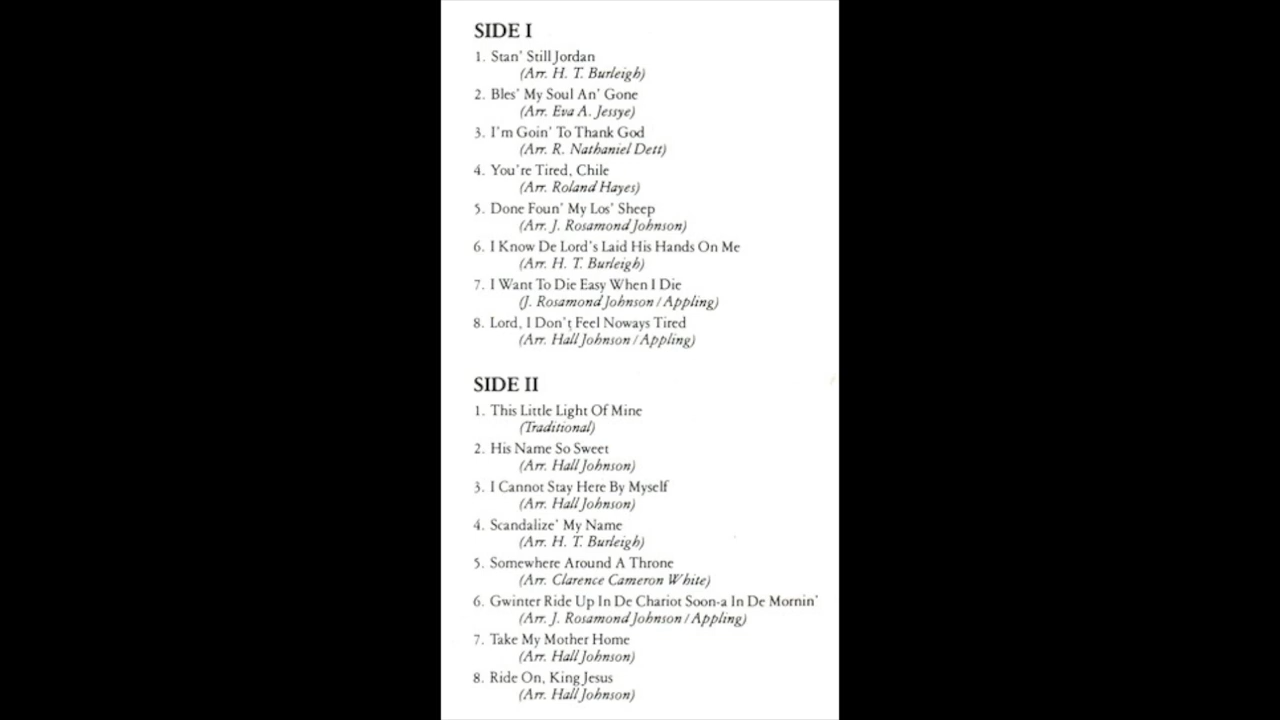 SIDE I
1. Stan' Still Jordan
(Arr. H. T. Burleigh)
2. Bles' My Soul An' Gone
(Arr. Eva A. Jessye)
3. I'm Goin' To Thank God
(Arr. R. Nathaniel Dett)
4. You're Tired, Chile
(Arr. Roland Hayes)
5. Done Foun' My Los' Sheep
(Arr. J. Rosamond Johnson)
6. I Know De Lord's Laid His Hands On Me
(Arr. H. T. Burleigh)
7. I Want To Die Easy When I Die
(J. Rosamond Johnson / Appling)
8. Lord, I Don't Feel Noways Tired
(Arr. Hall Johnson / Appling)
SIDE II
1. This Little Light Of Mine
(Traditional)
2. His Name So Sweet
(Arr. Hall Johnson)
3. I Cannot Stay Here By Myself
(Arr. Hall Johnson)
4. Scandalize' My Name
(Arr. H. T. Burleigh)
5. Somewhere Around A Throne
(Arr. Clarence Cameron White)
6. Gwinter Ride Up In De Chariot Soon-a In De Mornin'
(Arr. J. Rosamond Johnson / Appling)
7. Take My Mother Home
(Arr. Hall Johnson)
8. Ride On, King Jesus
(Arr. Hall Johnson)